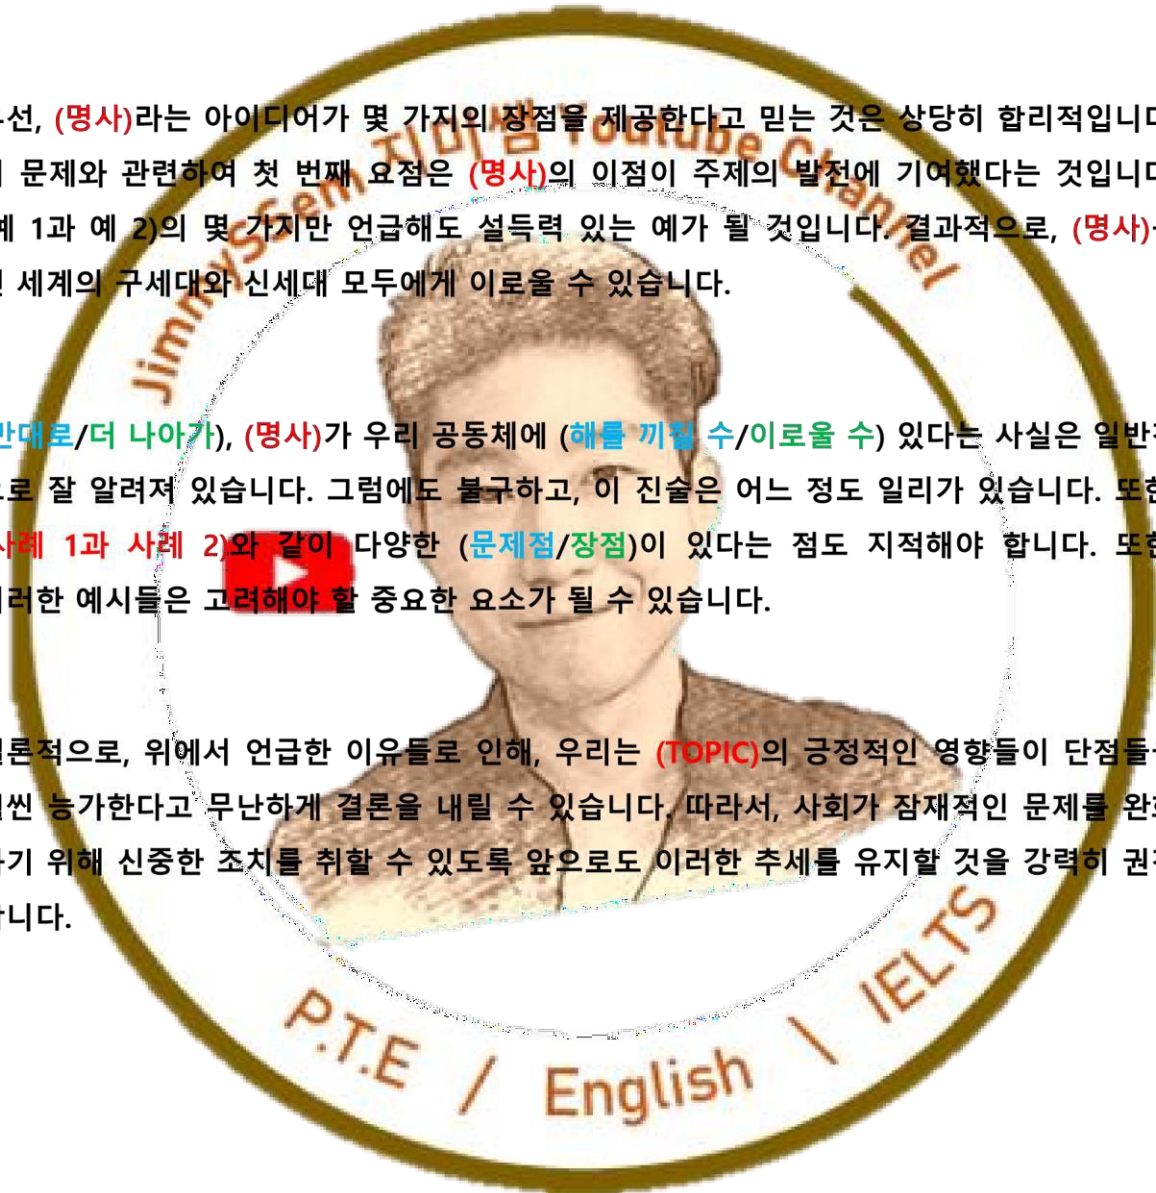 선, (명사)라는 아이디어가 몇 가지의 장점을 제공한다고 믿는 것은 상당히 합리적입니다
문제와 관련하여 첫 번째 요점은 (명사)의 이점이 주제의 발전에 기여했다는 것입니다
예 1과 예 2)의 몇 가지만 언급해도 설득력 있는 예가 될 것입니다. 결과적으로, (명사)
세계의 구세대와 신세대 모두에게 이로울 수 있습니다.
JimmySSem 지미쌤 Youtube Channel
반대로/더 나아가), (명사)가 우리 공동체에 (해를 끼칠 수/이로울 수) 있다는 사실은 일반적
으로 잘 알려져 있습니다. 그럼에도 불구하고, 이 진술은 어느 정도 일리가 있습니다. 또한
사례 1과 사례 2)와 같이 다양한 (문제점/장점)이 있다는 점도 지적해야 합니다. 또한
이러한 예시들은 고려해야 할 중요한 요소가 될 수 있습니다.
결론적으로, 위에서 언급한 이유들로 인해, 우리는 (TOPIC)의 긍정적인 영향들이 단점들을
훨씬 능가한다고 무난하게 결론을 내릴 수 있습니다. 따라서, 사회가 잠재적인 문제를 완화
하기 위해 신중한 조치를 취할 수 있도록 앞으로도 이러한 추세를 유지할 것을 강력히 권장
합니다.
P.T.E / English \ IELTS